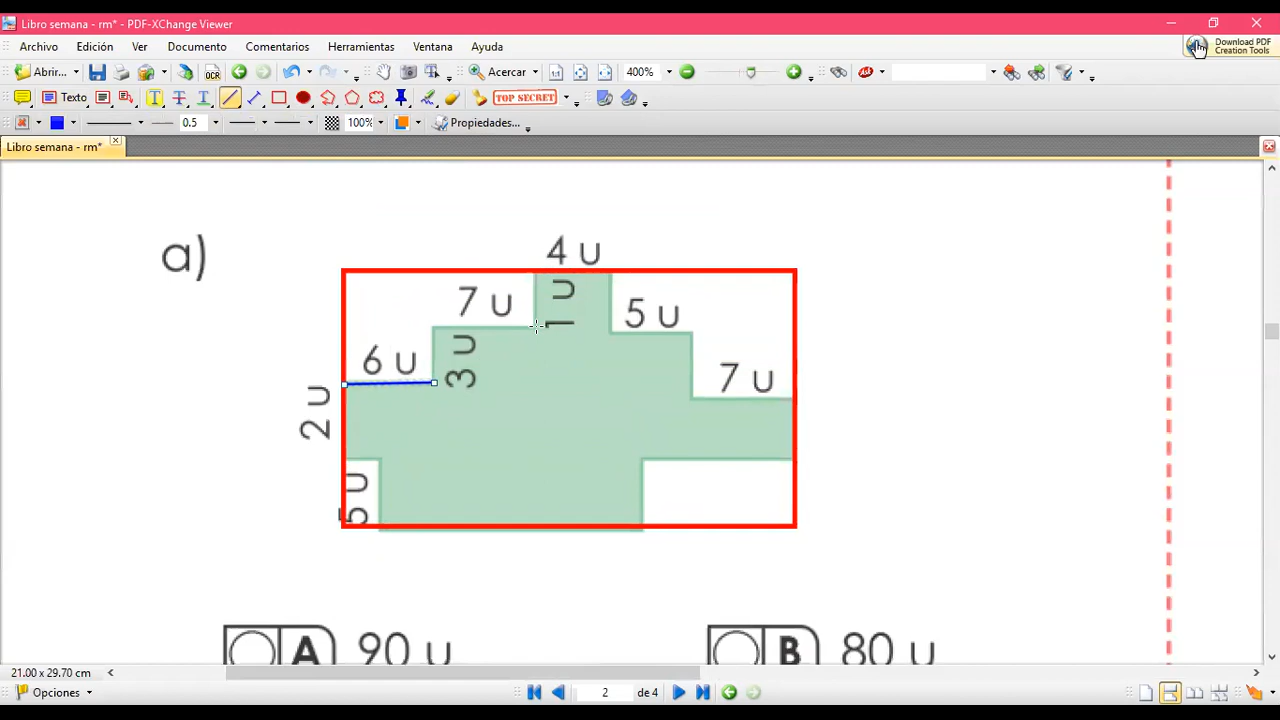 Libro semana - rm* - PDF-XChange Viewer
Archivo Edición Ver Documento Comentarios Herramientas Ventana Ayuda
Download PDF
Creation Tools
Abrir... OCR Acercar 400%
Texto TOP SECRET
0.5 100% Propiedades...
Libro semana - rm*
a)
4 u
7 u
1 u
5 u
6 u
3 u
7 u
2 u
5 u
A 90 u
B 80 u
21.00 x 29.70 cm
Opciones 2 de 4